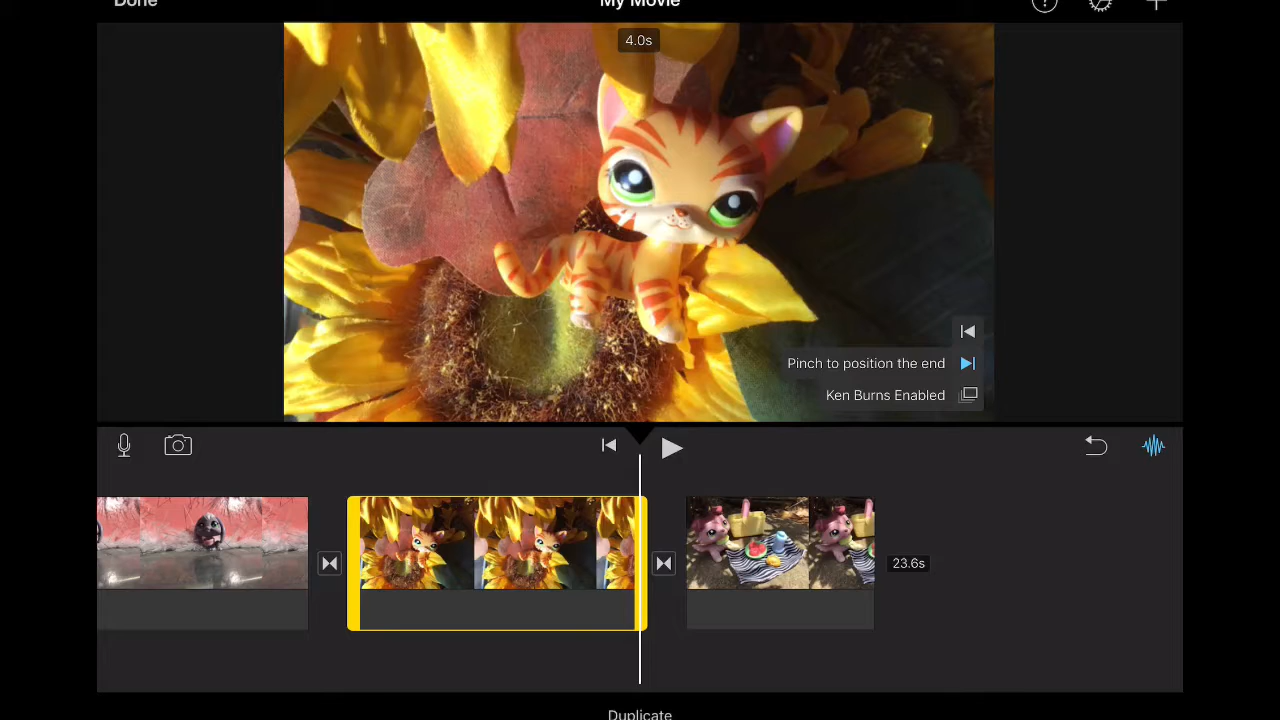 Done
My Movie
4.0s
Pinch to position the end
Ken Burns Enabled
23.6s
Duplicate